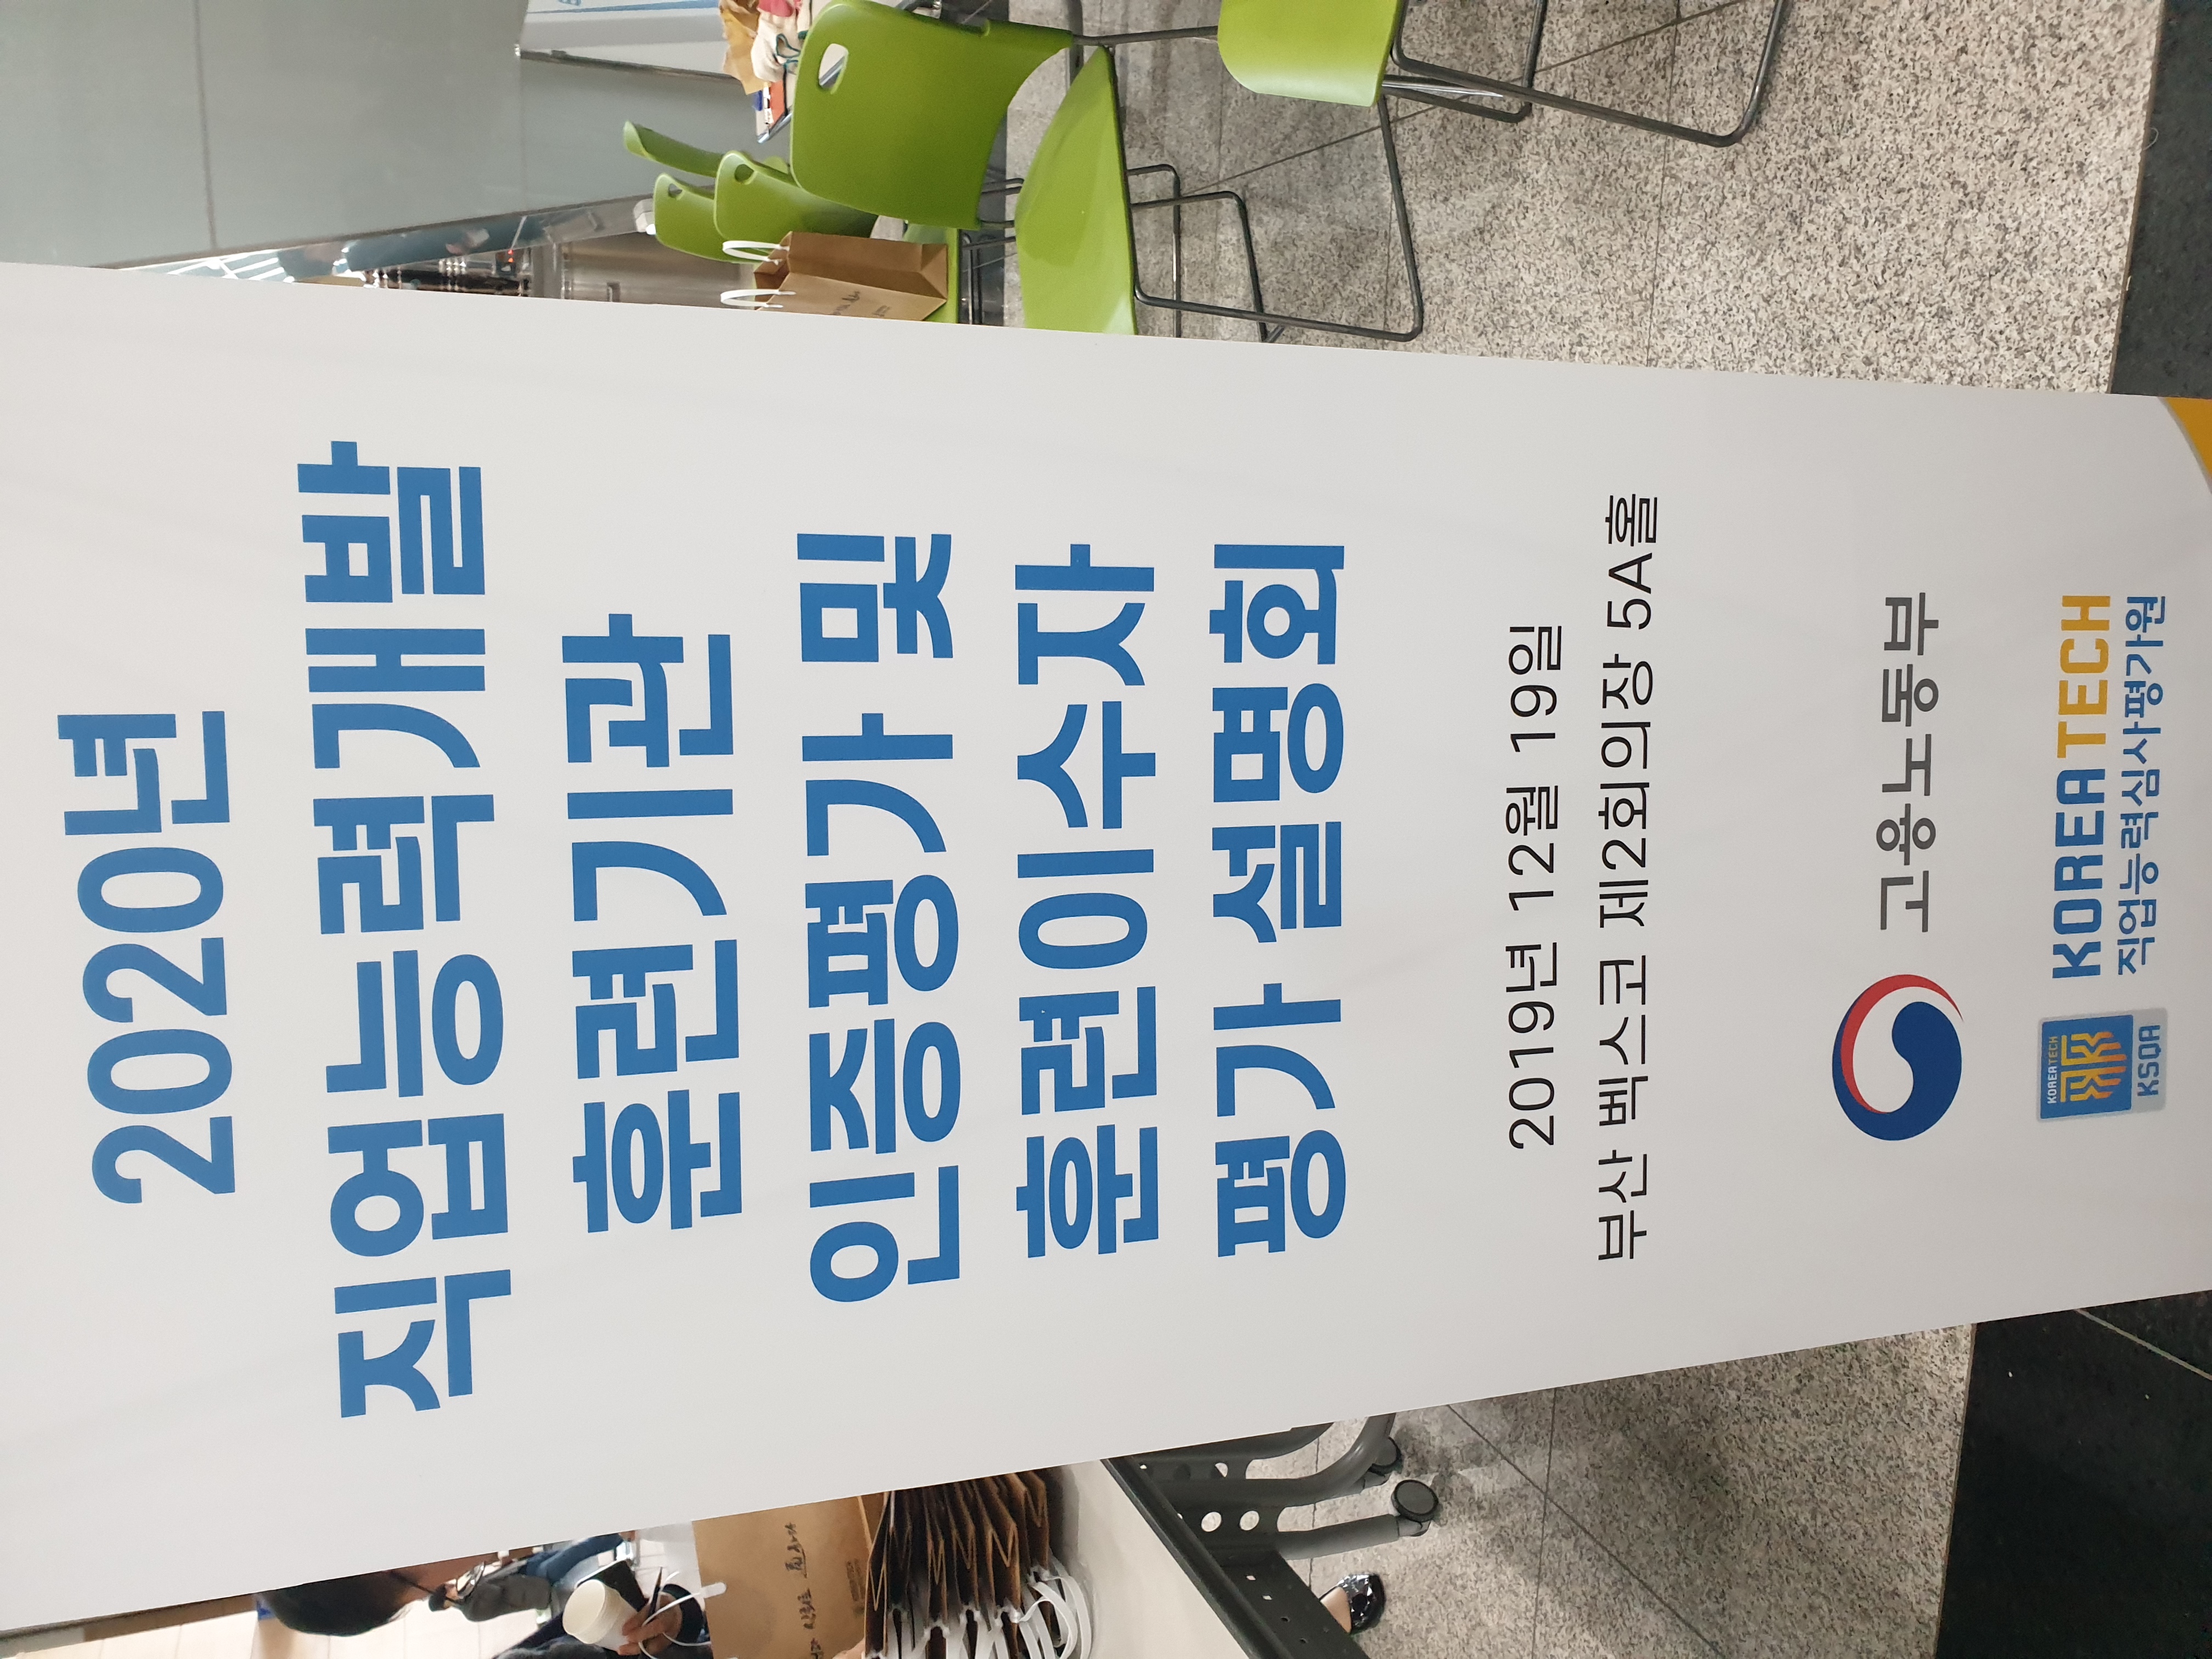 2020년
직업능력개발
훈련기관
인증평가 및
훈련이수자
평가 설명회
2019년 12월 19일
부산 벡스코 제2회의장 5A홀
고용노동부
KOREATECH
직업능력심사평가원
KOREATECH
KSQA